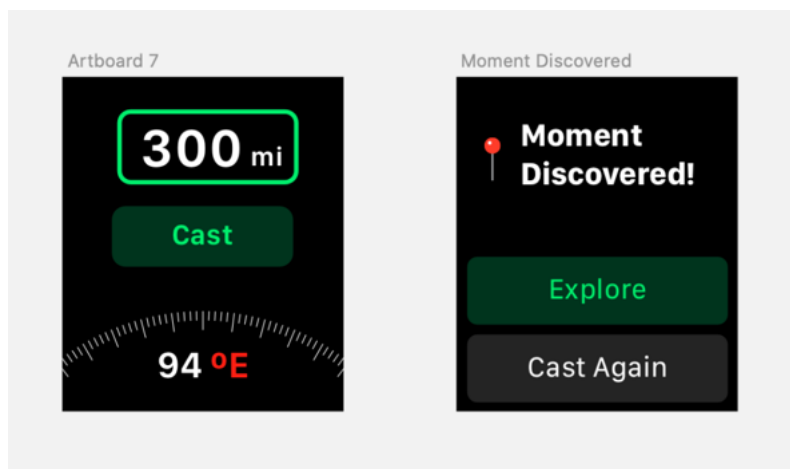 Artboard 7
300 mi
Cast
94 ºE
Moment Discovered
Moment
Discovered!
Explore
Cast Again